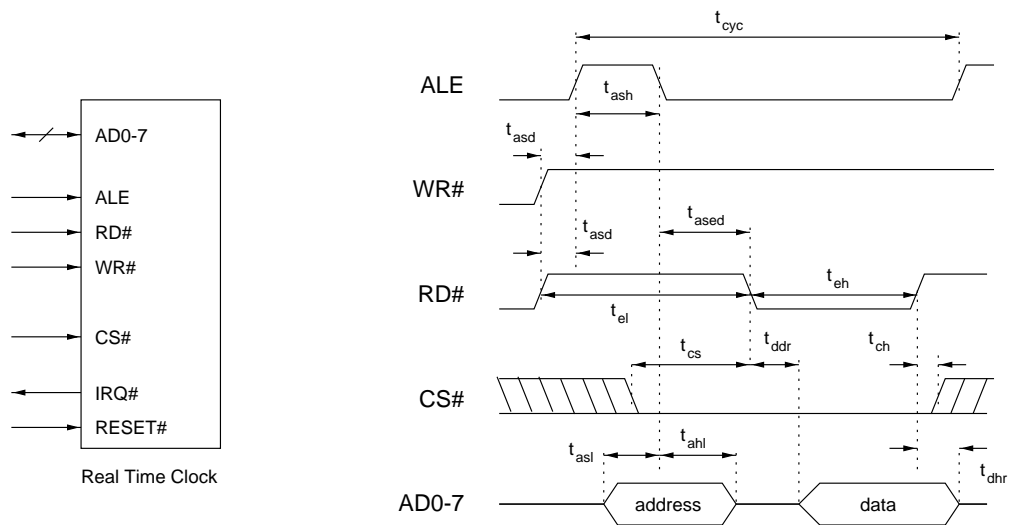 AD0-7
ALE
RD#
WR#
CS#
IRQ#
RESET#
Real Time Clock
t_cyc
ALE
t_ash
t_asd
WR#
t_asd
t_ased
RD#
t_el
t_eh
t_cs
t_ddr
t_ch
CS#
t_asl
t_ahl
t_dhr
AD0-7
address
data